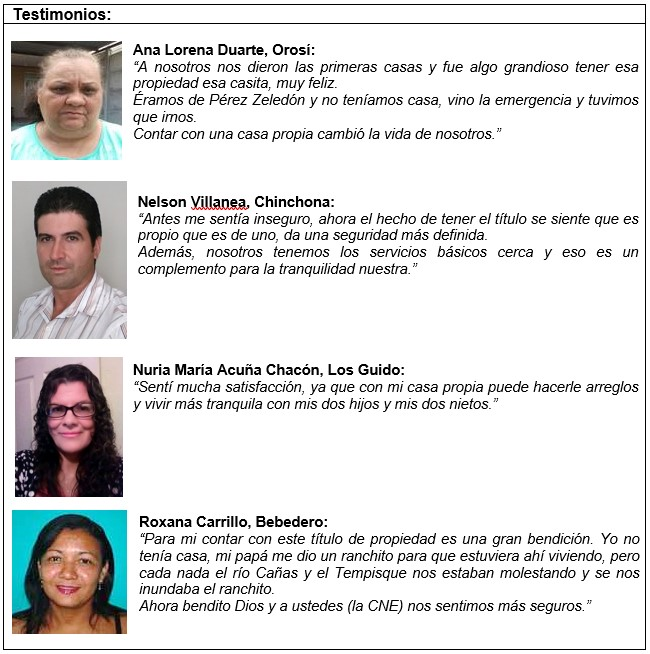 Testimonios:
Ana Lorena Duarte, Orosí:
“A nosotros nos dieron las primeras casas y fue algo grandioso tener esa
propiedad esa casita, muy feliz.
Éramos de Pérez Zeledón y no teníamos casa, vino la emergencia y tuvimos
que irnos.
Contar con una casa propia cambió la vida de nosotros.”
Nelson Villanea, Chinchona:
“Antes me sentía inseguro, ahora el hecho de tener el título se siente que es
propio que es de uno, da una seguridad más definida.
Además, nosotros tenemos los servicios básicos cerca y eso es un
complemento para la tranquilidad nuestra.”
Nuria María Acuña Chacón, Los Guido:
“Sentí mucha satisfacción, ya que con mi casa propia puede hacerle arreglos
y vivir más tranquila con mis dos hijos y mis dos nietos.”
Roxana Carrillo, Bebedero:
“Para mi contar con este título de propiedad es una gran bendición. Yo no
tenía casa, mi papá me dio un ranchito para que estuviera ahí viviendo, pero
cada nada el río Cañas y el Tempisque nos estaban molestando y se nos
inundaba el ranchito.
Ahora bendito Dios y a ustedes (la CNE) nos sentimos más seguros.”